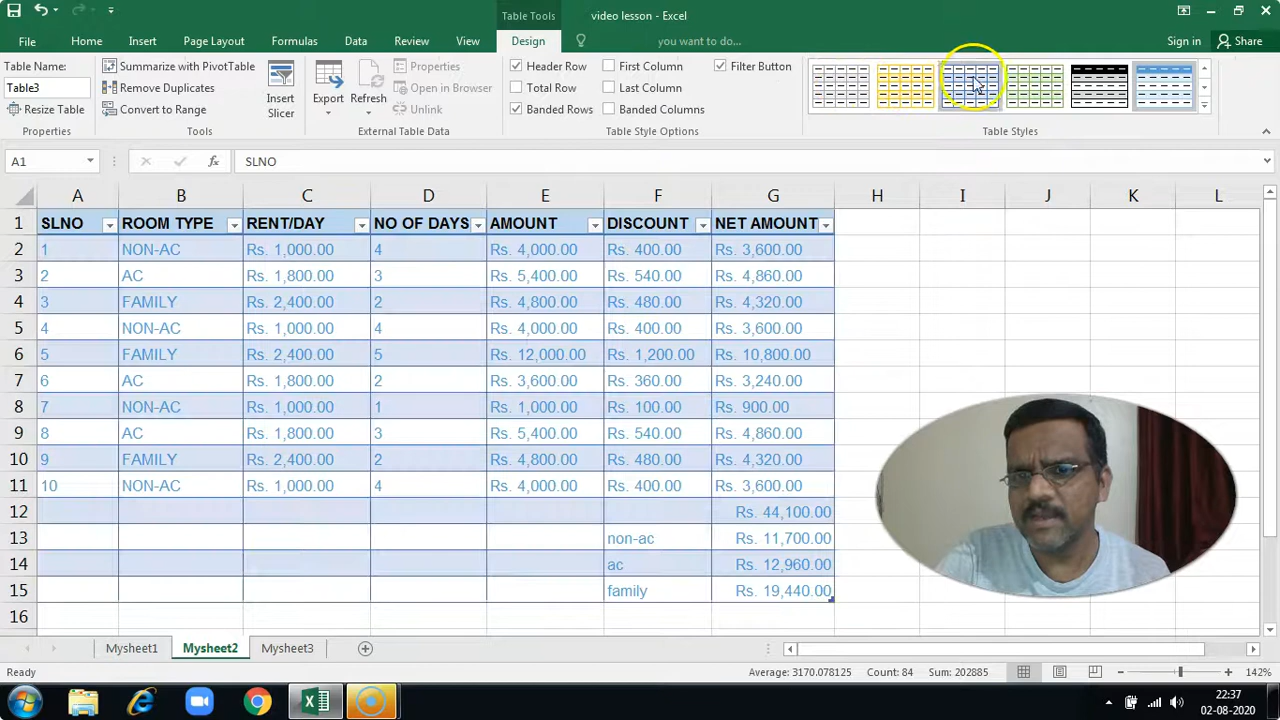 Table Tools
video lesson - Excel
File Home Insert Page Layout Formulas Data Review View Design you want to do... Sign in Share
Table Name:
Table3
Resize Table
Properties
Summarize with PivotTable
Remove Duplicates
Convert to Range
Tools
Insert
Slicer
Export
Refresh
Properties
Open in Browser
Unlink
External Table Data
Header Row
Total Row
Banded Rows
First Column
Last Column
Banded Columns
Filter Button
Table Style Options
Table Styles
A1 fx SLNO
A B C D E F G H I J K L
1 SLNO ROOM TYPE RENT/DAY NO OF DAYS AMOUNT DISCOUNT NET AMOUNT
2 1 NON-AC Rs. 1,000.00 4 Rs. 4,000.00 Rs. 400.00 Rs. 3,600.00
3 2 AC Rs. 1,800.00 3 Rs. 5,400.00 Rs. 540.00 Rs. 4,860.00
4 3 FAMILY Rs. 2,400.00 2 Rs. 4,800.00 Rs. 480.00 Rs. 4,320.00
5 4 NON-AC Rs. 1,000.00 4 Rs. 4,000.00 Rs. 400.00 Rs. 3,600.00
6 5 FAMILY Rs. 2,400.00 5 Rs. 12,000.00 Rs. 1,200.00 Rs. 10,800.00
7 6 AC Rs. 1,800.00 2 Rs. 3,600.00 Rs. 360.00 Rs. 3,240.00
8 7 NON-AC Rs. 1,000.00 1 Rs. 1,000.00 Rs. 100.00 Rs. 900.00
9 8 AC Rs. 1,800.00 3 Rs. 5,400.00 Rs. 540.00 Rs. 4,860.00
10 9 FAMILY Rs. 2,400.00 2 Rs. 4,800.00 Rs. 480.00 Rs. 4,320.00
11 10 NON-AC Rs. 1,000.00 4 Rs. 4,000.00 Rs. 400.00 Rs. 3,600.00
12 Rs. 44,100.00
13 non-ac Rs. 11,700.00
14 ac Rs. 12,960.00
15 family Rs. 19,440.00
16
Mysheet1 Mysheet2 Mysheet3
Ready Average: 3170.078125 Count: 84 Sum: 202885 142%
22:37
02-08-2020